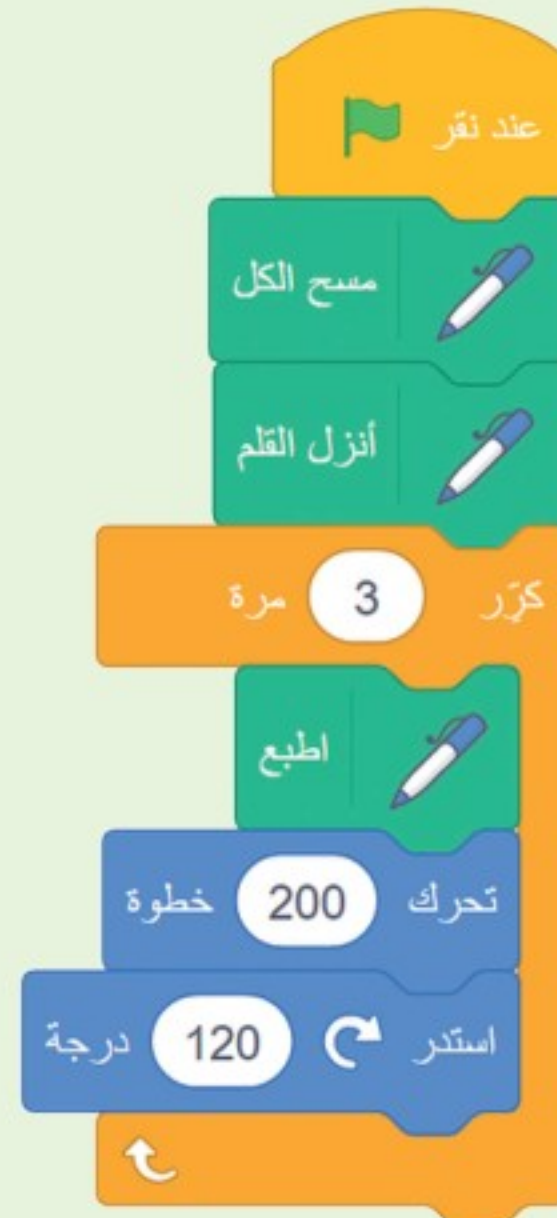 عند نقر
مسح الكل
أنزل القلم
كرّر 3 مرة
اطبع
تحرك 200 خطوة
استدر 120 درجة